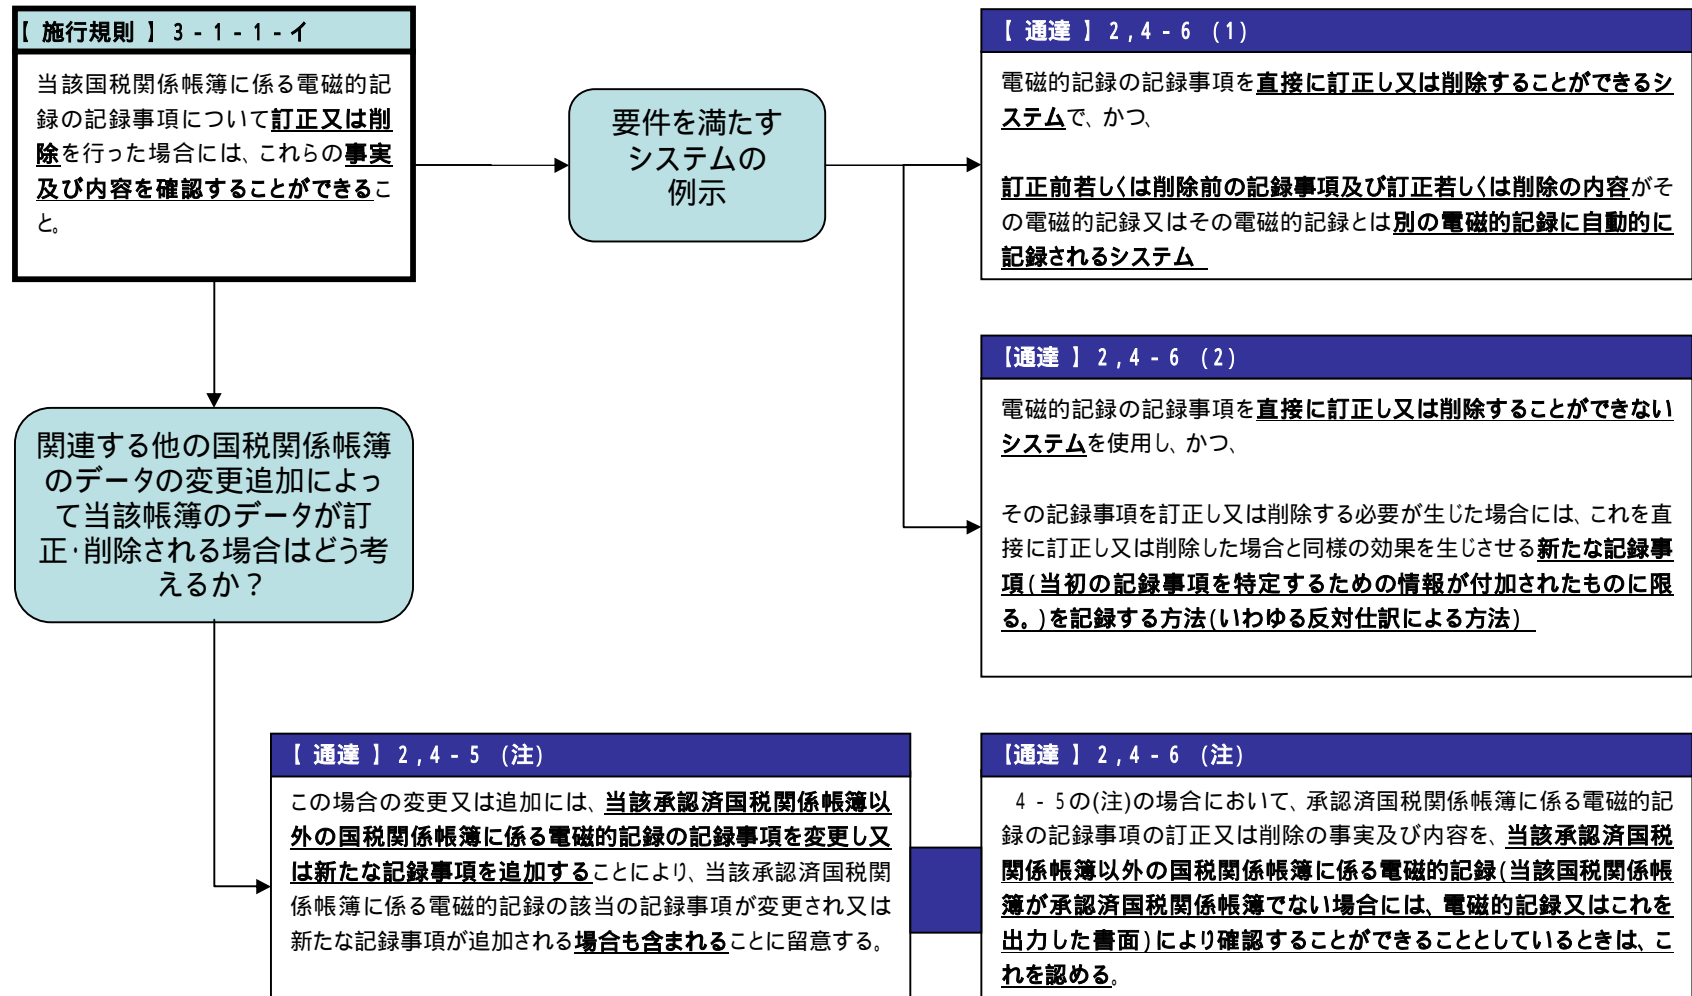 【 施行規則 】 3－1－1－イ
当該国税関係帳簿に係る電磁的記
録の記録事項について訂正又は削
除を行った場合には、これらの事実
及び内容を確認することができるこ
と。
要件を満たす
システムの
例示
【 通達 】 2,4－6 (1)
電磁的記録の記録事項を直接に訂正し又は削除することができるシ
ステムで、かつ、
訂正前若しくは削除前の記録事項及び訂正若しくは削除の内容がそ
の電磁的記録又はその電磁的記録とは別の電磁的記録に自動的に
記録されるシステム
【通達 】 2,4－6 (2)
電磁的記録の記録事項を直接に訂正し又は削除することができない
システムを使用し、かつ、
その記録事項を訂正し又は削除する必要が生じた場合には、これを直
接に訂正し又は削除した場合と同様の効果を生じさせる新たな記録事
項(当初の記録事項を特定するための情報が付加されたものに限
る。)を記録する方法(いわゆる反対仕訳による方法)
関連する他の国税関係帳簿
のデータの変更追加によっ
て当該帳簿のデータが訂
正・削除される場合はどう考
えるか？
【 通達 】 2,4－5 (注)
この場合の変更又は追加には、当該承認済国税関係帳簿以
外の国税関係帳簿に係る電磁的記録の記録事項を変更し又
は新たな記録事項を追加することにより、当該承認済国税関
係帳簿に係る電磁的記録の該当の記録事項が変更され又は
新たな記録事項が追加される場合も含まれることに留意する。
【通達 】 2,4－6 (注)
4－5の(注)の場合において、承認済国税関係帳簿に係る電磁的記
録の記録事項の訂正又は削除の事実及び内容を、当該承認済国税
関係帳簿以外の国税関係帳簿に係る電磁的記録(当該国税関係帳
簿が承認済国税関係帳簿でない場合には、電磁的記録又はこれを
出力した書面)により確認することができることとしているときは、こ
れを認める。